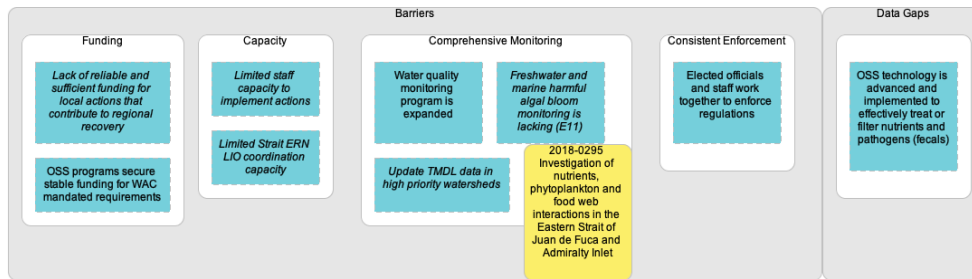 Barriers
Data Gaps
Funding
Lack of reliable and
sufficient funding for
local actions that
contribute to regional
recovery
OSS programs secure
stable funding for WAC
mandated requirements
Capacity
Limited staff
capacity to
implement actions
Limited Strait ERN
LIO coordination
capacity
Comprehensive Monitoring
Water quality
monitoring
program is
expanded
Freshwater and
marine harmful
algal bloom
monitoring is
lacking (E11)
Update TMDL data in
high priority watersheds
2018-0295
Investigation of
nutrients,
phytoplankton and
food web
interactions in the
Eastern Strait of
Juan de Fuca and
Admiralty Inlet
Consistent Enforcement
Elected officials
and staff work
together to enforce
regulations
OSS technology is
advanced and
implemented to
effectively treat or
filter nutrients and
pathogens (fecals)